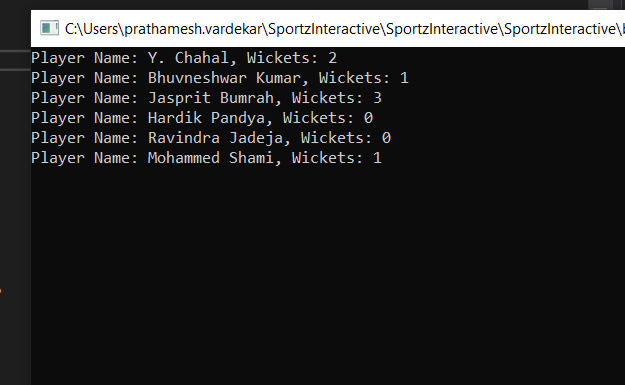 C:\Users\prathamesh.vardekar\SportzInteractive\SportzInteractive\SportzInteractive\
Player Name: Y. Chahal, Wickets: 2
Player Name: Bhuvneshwar Kumar, Wickets: 1
Player Name: Jasprit Bumrah, Wickets: 3
Player Name: Hardik Pandya, Wickets: 0
Player Name: Ravindra Jadeja, Wickets: 0
Player Name: Mohammed Shami, Wickets: 1